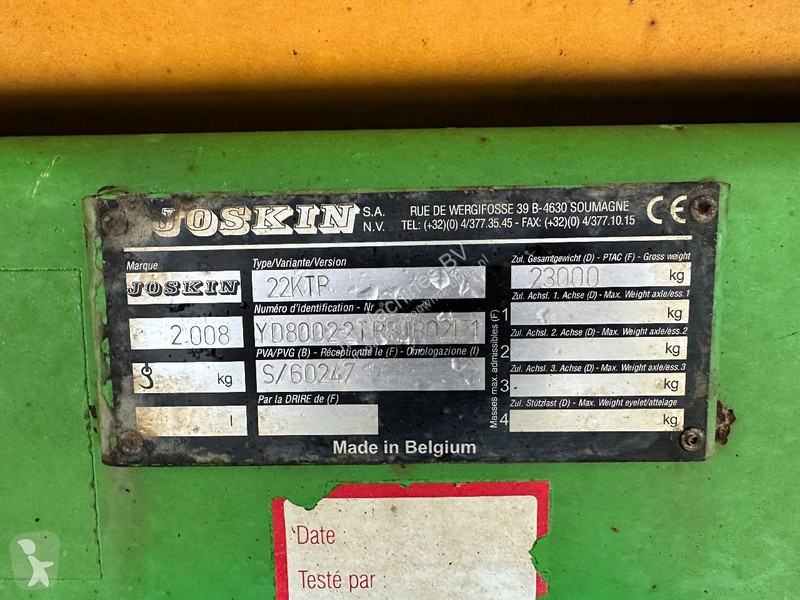 JOSKIN S.A. N.V.
RUE DE WERGIFOSSE 39 B-4630 SOUMAGNE
TEL: (+32)(0) 4/377.35.45 - FAX: (+32)(0) 4/377.10.15
CE
Marque
JOSKIN
2.008
kg
l
Type/Variante/Version
22KTP
Numéro d'identification - Nr
PVA/PVG (B) - Réceptionné le (F) - Omologazione (I)
S/60247
Par la DRIRE de (F)
Masses max. admissibles (F)
Zul. Gesamtgewicht (D) - PTAC (F) - Gross weight
23000 kg
Zul. Achsl. 1. Achse (D) - Max. Weight axle/ess.1
1 kg
Zul. Achsl. 2. Achse (D) - Max. Weight axle/ess.2
2 kg
Zul. Achsl. 3. Achse (D) - Max. Weight axle/ess.3
3 kg
Zul. Stützlast (D) - Max. Weight eyelet/attelage
4 kg
Made in Belgium
Date :
Testé par :